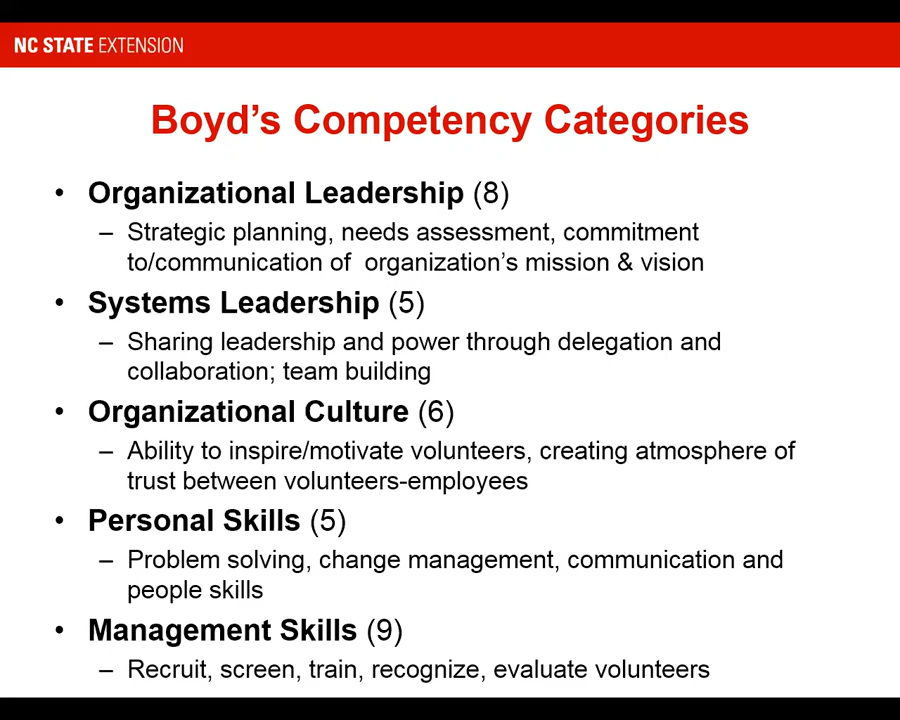 NC STATE EXTENSION
Boyd's Competency Categories
• Organizational Leadership (8)
– Strategic planning, needs assessment, commitment
to/communication of organization's mission & vision
• Systems Leadership (5)
– Sharing leadership and power through delegation and
collaboration; team building
• Organizational Culture (6)
– Ability to inspire/motivate volunteers, creating atmosphere of
trust between volunteers-employees
• Personal Skills (5)
– Problem solving, change management, communication and
people skills
• Management Skills (9)
– Recruit, screen, train, recognize, evaluate volunteers